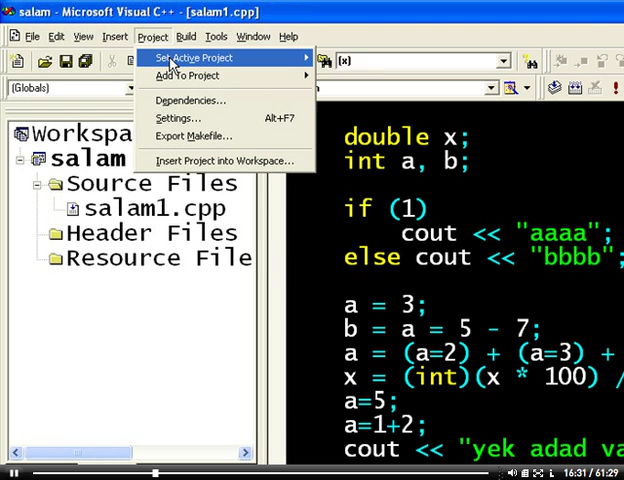 salam - Microsoft Visual C++ - [salam1.cpp]
File Edit View Insert Project Build Tools Window Help
Set Active Project
(x)
Add To Project
(Globals)
Dependencies...
Settings... Alt+F7
Export Makefile...
Insert Project into Workspace...
Workspa
salam
Source Files
salam1.cpp
Header Files
Resource File
double x;
int a, b;
if (1)
cout << "aaaa";
else cout << "bbbb";
a = 3;
b = a = 5 - 7;
a = (a=2) + (a=3) +
x = (int)(x * 100) /
a=5;
a=1+2;
cout << "yek adad va
16:31 / 61:29